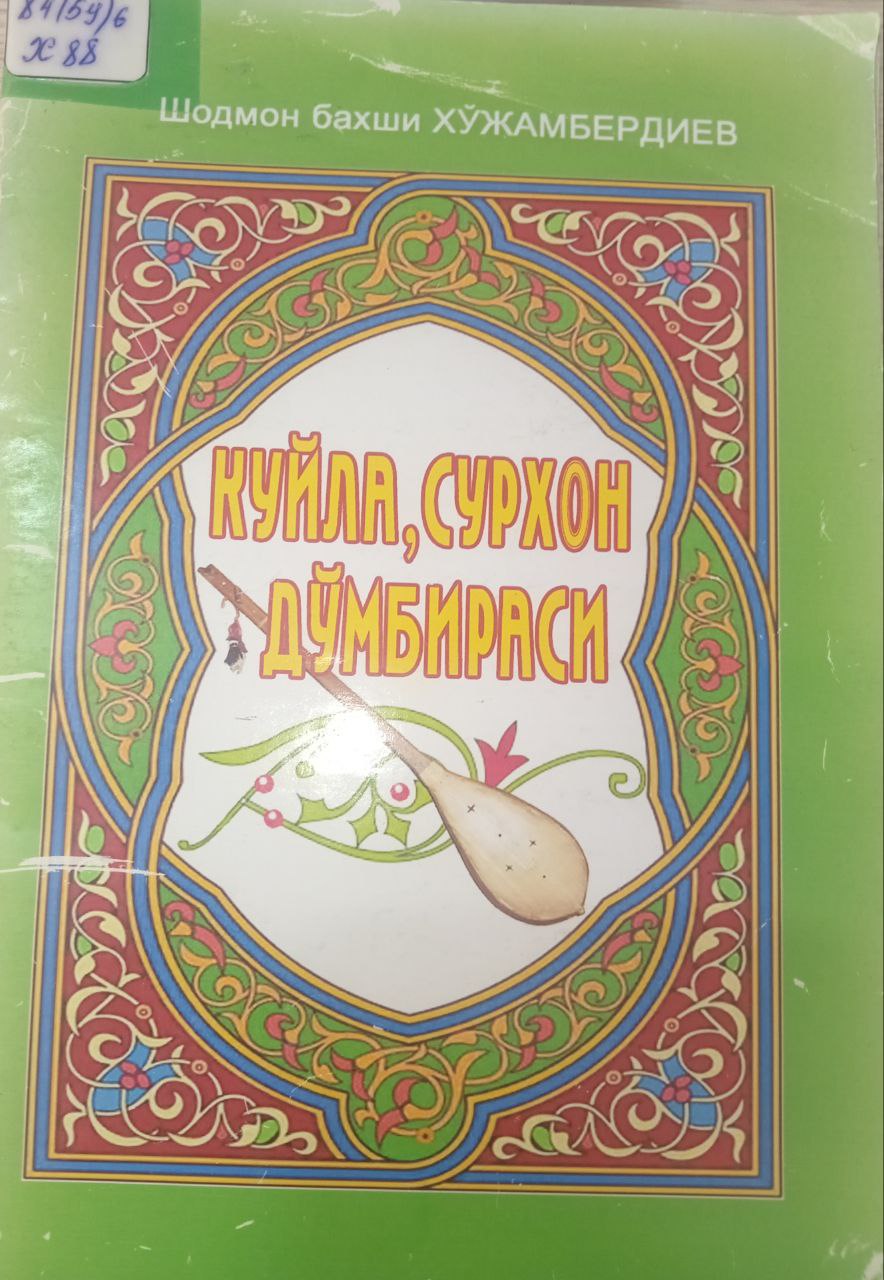 84(5У)6
Х 88
Шодмон бахши ХЎЖАМБЕРДИЕВ
КУЙЛА, СУРХОН
ДЎМБИРАСИ